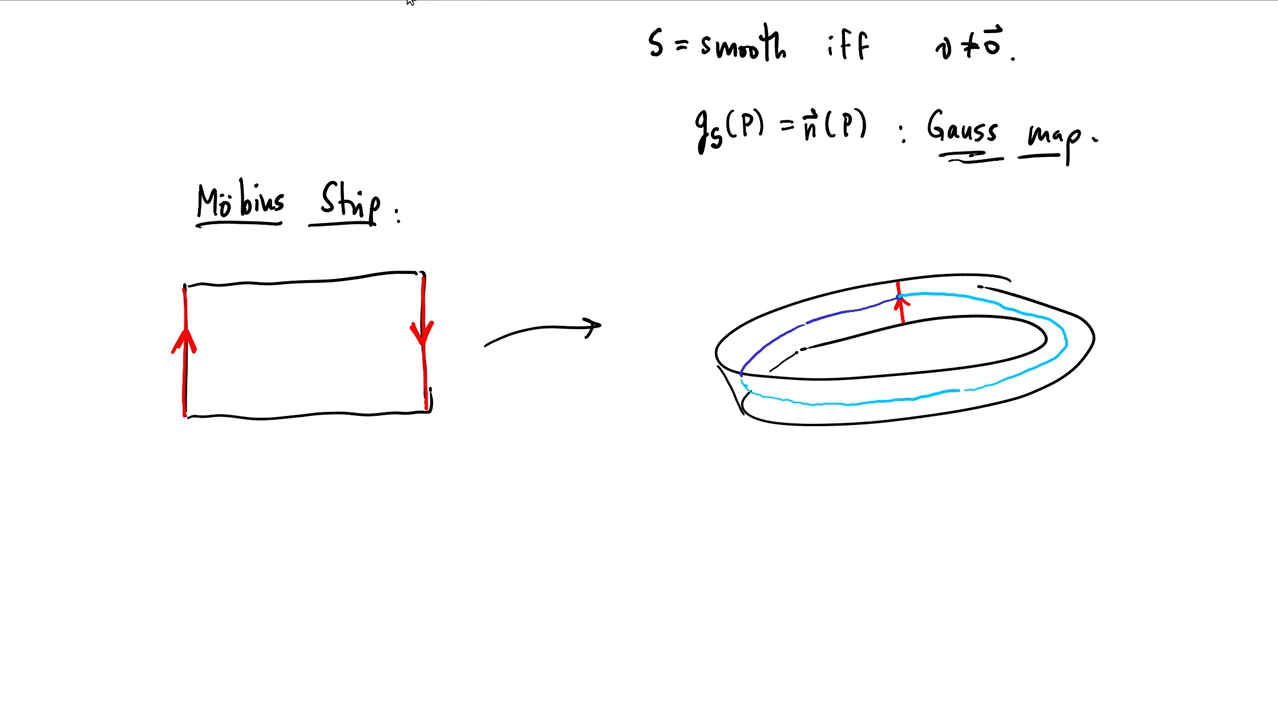 S = smooth iff ν ≠ 0⃗.
g_S(P) = n⃗(P) : Gauss map.
Möbius Strip: